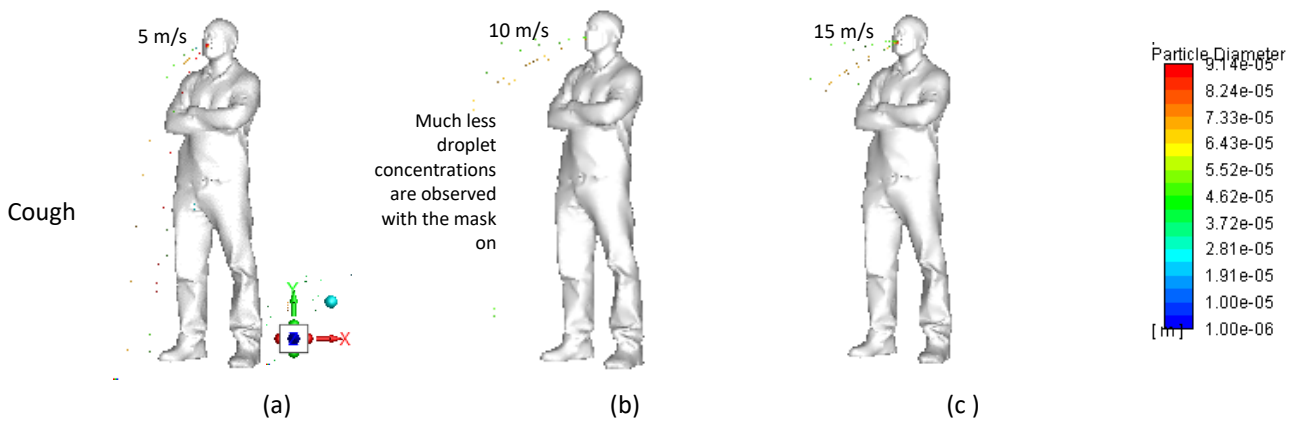 5 m/s
10 m/s
15 m/s
Particle Diameter
9.14e-05
8.24e-05
7.33e-05
6.43e-05
5.52e-05
4.62e-05
3.72e-05
2.81e-05
1.91e-05
1.00e-05
1.00e-06
[m]
Much less
droplet
concentrations
are observed
with the mask
on
Cough
Y
X
(a)
(b)
(c )